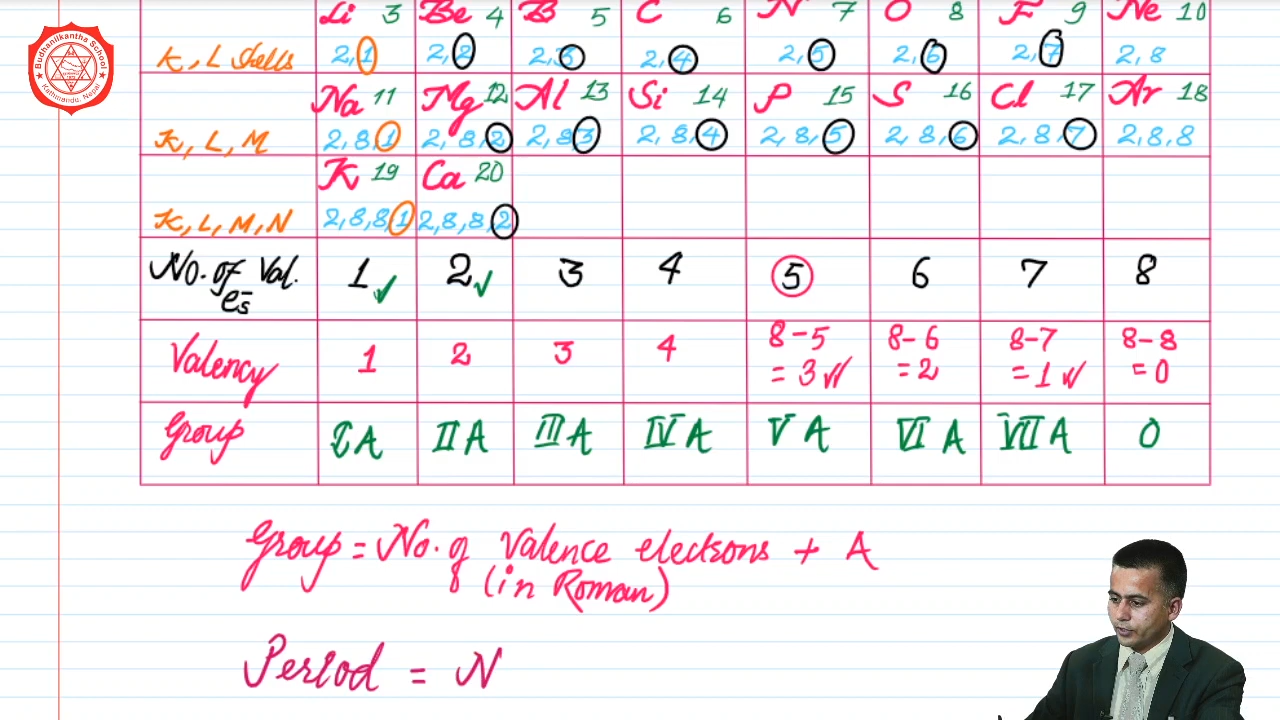 Budhanilkantha School
Kathmandu, Nepal
Li 3 Be 4 B 5 C 6 N 7 O 8 F 9 Ne 10
K, L Shells 2,1 2,2 2,3 2,4 2,5 2,6 2,7 2,8
Na 11 Mg 12 Al 13 Si 14 P 15 S 16 Cl 17 Ar 18
K, L, M 2,8,1 2,8,2 2,8,3 2,8,4 2,8,5 2,8,6 2,8,7 2,8,8
K 19 Ca 20
K, L, M, N 2,8,8,1 2,8,8,2
No. of Val. 1 2 3 4 5 6 7 8
es
8-5 8-6 8-7 8-8
Valency 1 2 3 4 = 3 = 2 = 1 = 0
Group IA IIA IIIA IVA VA VIA VIIA 0
Group = No. of Valence electrons + A
(in Roman)
Period = N